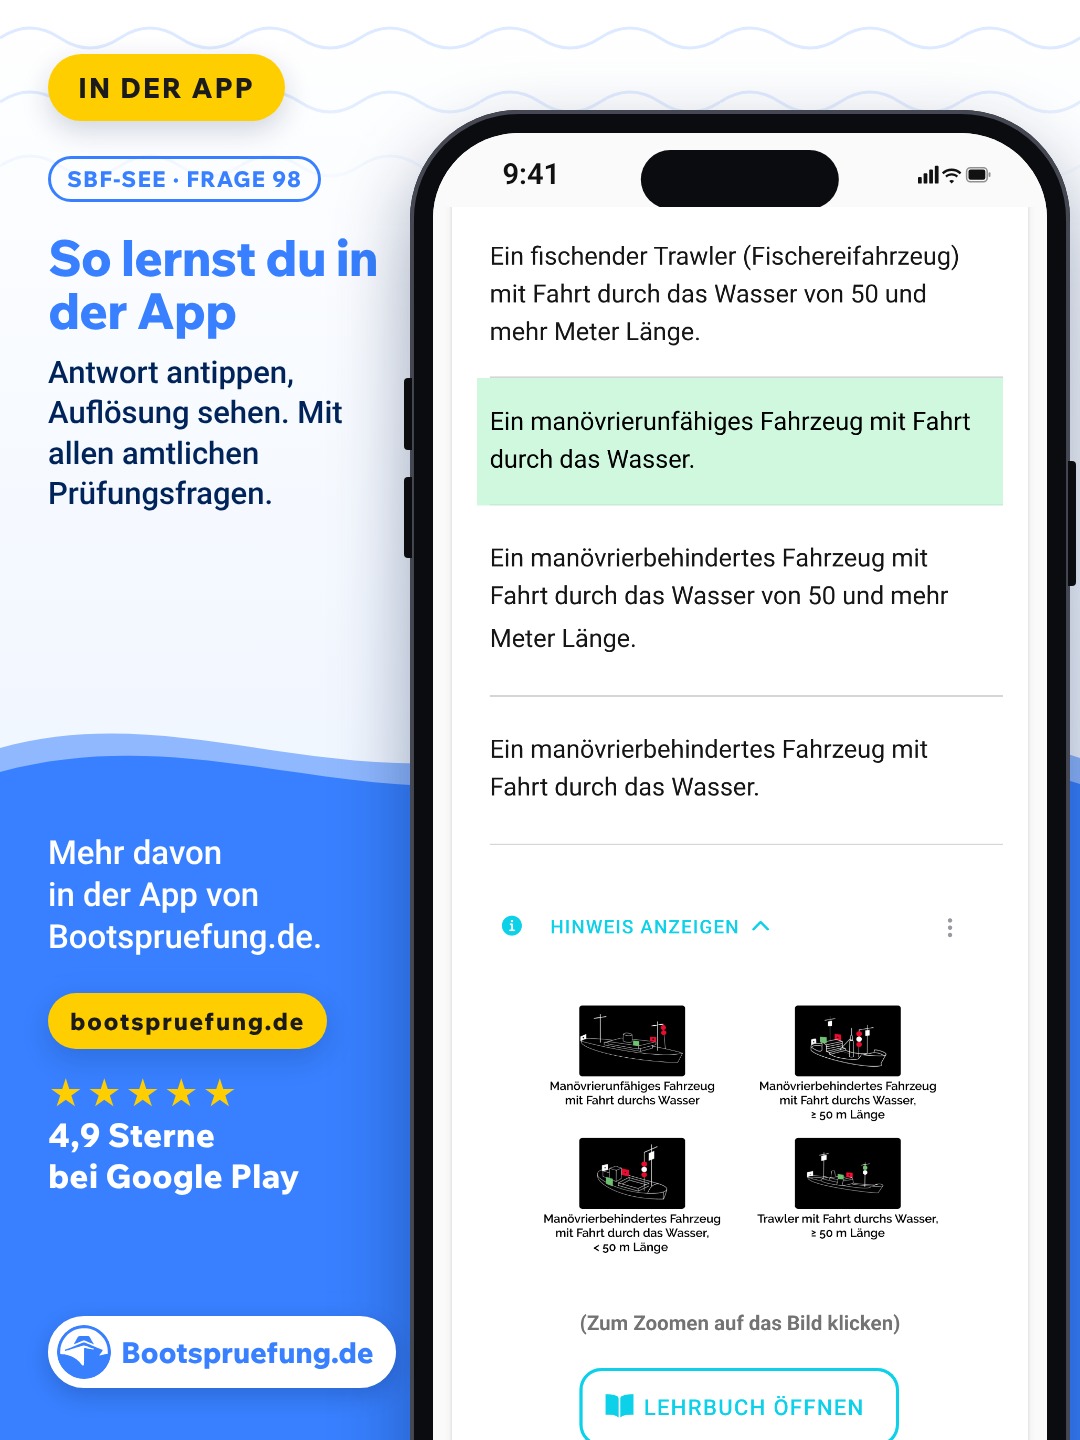 IN DER APP
SBF-SEE · FRAGE 98
So lernst du in
der App
Antwort antippen,
Auflösung sehen. Mit
allen amtlichen
Prüfungsfragen.
Mehr davon
in der App von
Bootspruefung.de.
bootspruefung.de
★★★★★
4,9 Sterne
bei Google Play
Bootspruefung.de
9:41
Ein fischender Trawler (Fischereifahrzeug)
mit Fahrt durch das Wasser von 50 und
mehr Meter Länge.
Ein manövrierunfähiges Fahrzeug mit Fahrt
durch das Wasser.
Ein manövrierbehindertes Fahrzeug mit
Fahrt durch das Wasser von 50 und mehr
Meter Länge.
Ein manövrierbehindertes Fahrzeug mit
Fahrt durch das Wasser.
HINWEIS ANZEIGEN
Manövrierunfähiges Fahrzeug
mit Fahrt durchs Wasser
Manövrierbehindertes Fahrzeug
mit Fahrt durchs Wasser,
≥ 50 m Länge
Manövrierbehindertes Fahrzeug
mit Fahrt durch das Wasser,
< 50 m Länge
Trawler mit Fahrt durchs Wasser,
≥ 50 m Länge
(Zum Zoomen auf das Bild klicken)
LEHRBUCH ÖFFNEN